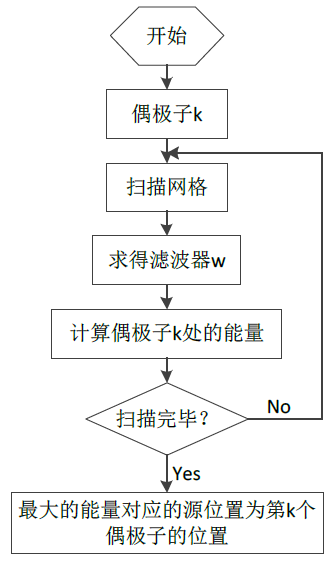 开始
偶极子k
扫描网格
求得滤波器w
计算偶极子k处的能量
扫描完毕？
No
Yes
最大的能量对应的源位置为第k个
偶极子的位置